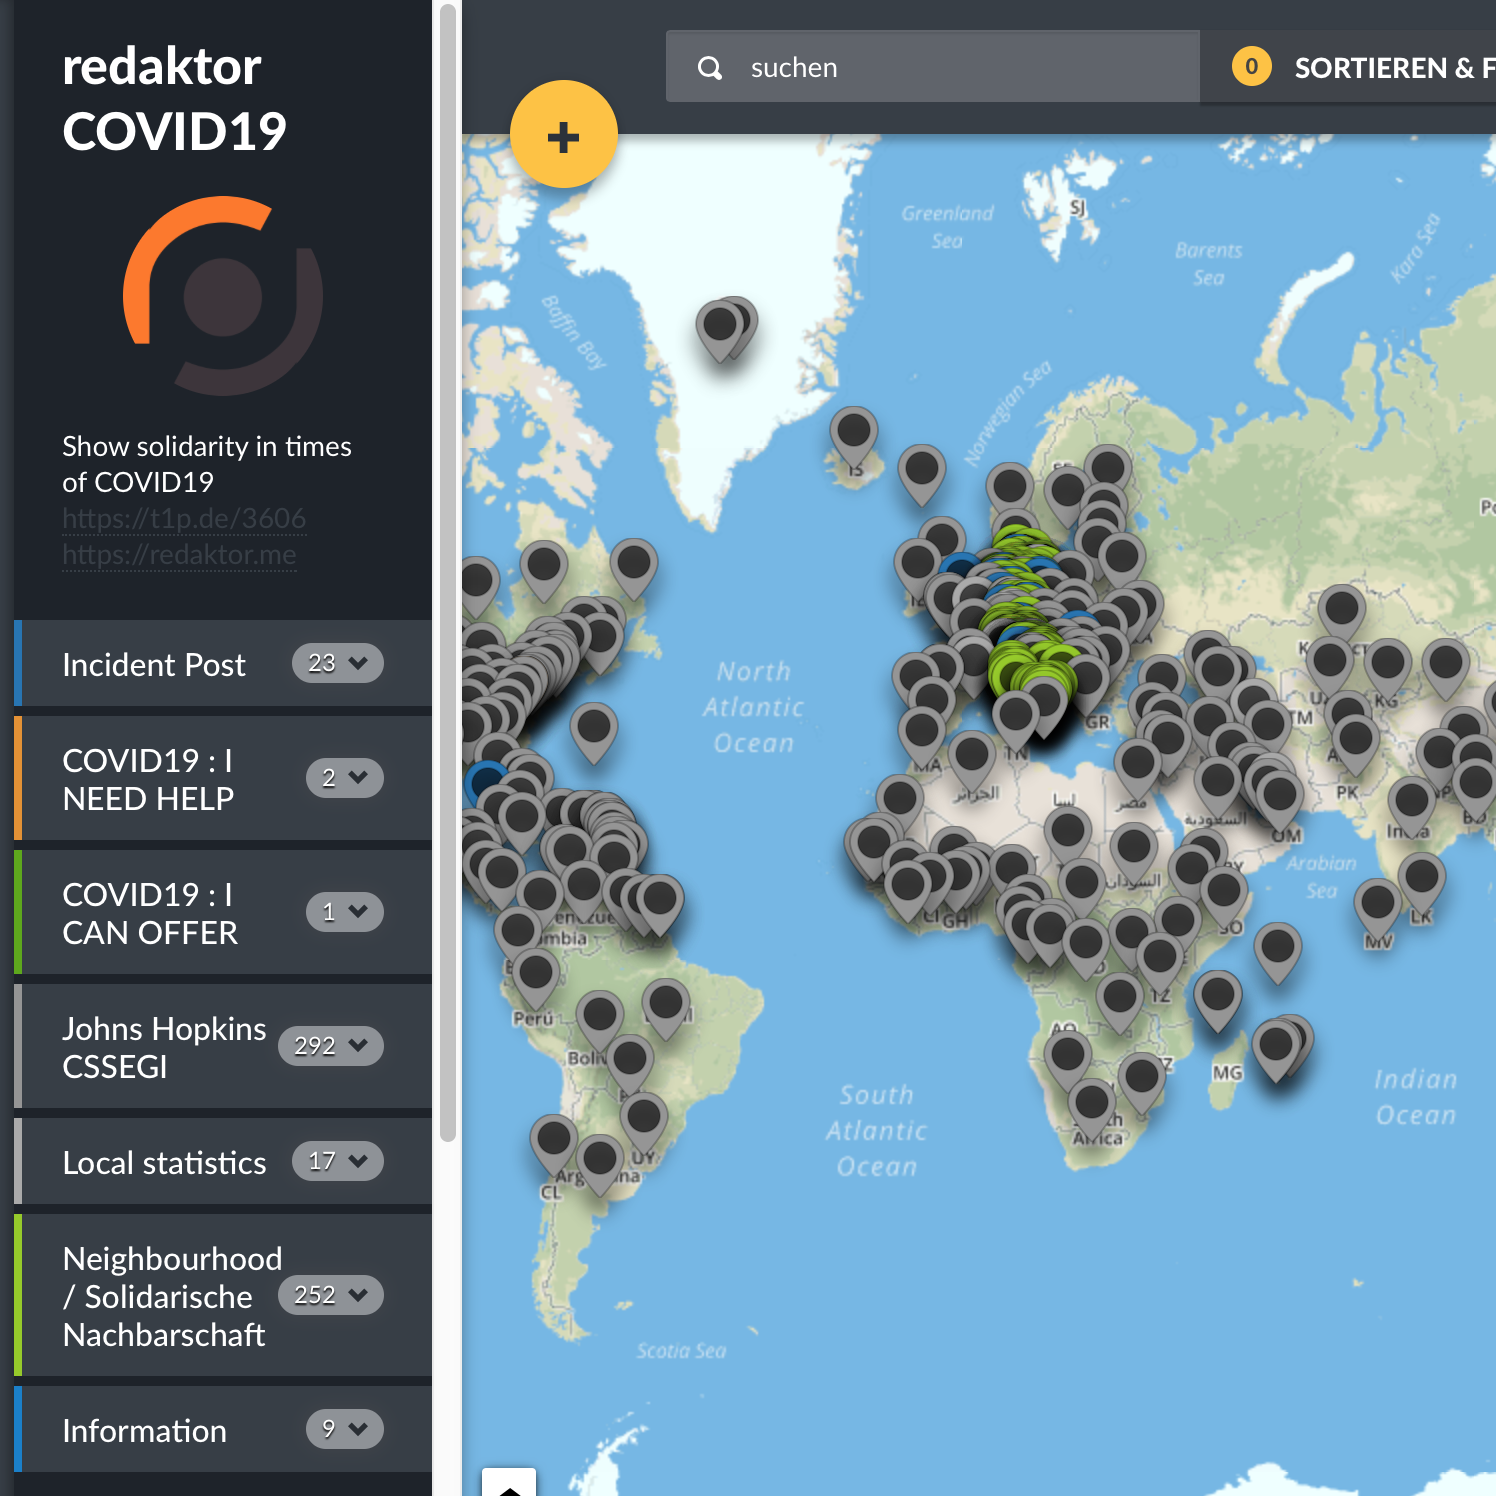 redaktor
COVID19
Show solidarity in times
of COVID19
https://t1p.de/3606
https://redaktor.me
Incident Post 23
COVID19 : I
NEED HELP
2
COVID19 : I
CAN OFFER
1
Johns Hopkins
CSSEGI
292
Local statistics 17
Neighbourhood
/ Solidarische
Nachbarschaft
252
Information 9
+
suchen
0 SORTIEREN & F
Greenland
Sea
SJ
Barents
Sea
Kara Sea
Baffin Bay
Norwegian Sea
IS
North
Atlantic
Ocean
GR
TM
KG
MA
TN
الجزائر
ليبيا
مصر
السعودية
PK
OM
India
Arabian
Sea
السودان
GH
SO
LK
MV
TZ
Perú
AO
MG
South
Atlantic
Ocean
Indian
Ocean
Africa
UY
CL
Scotia Sea